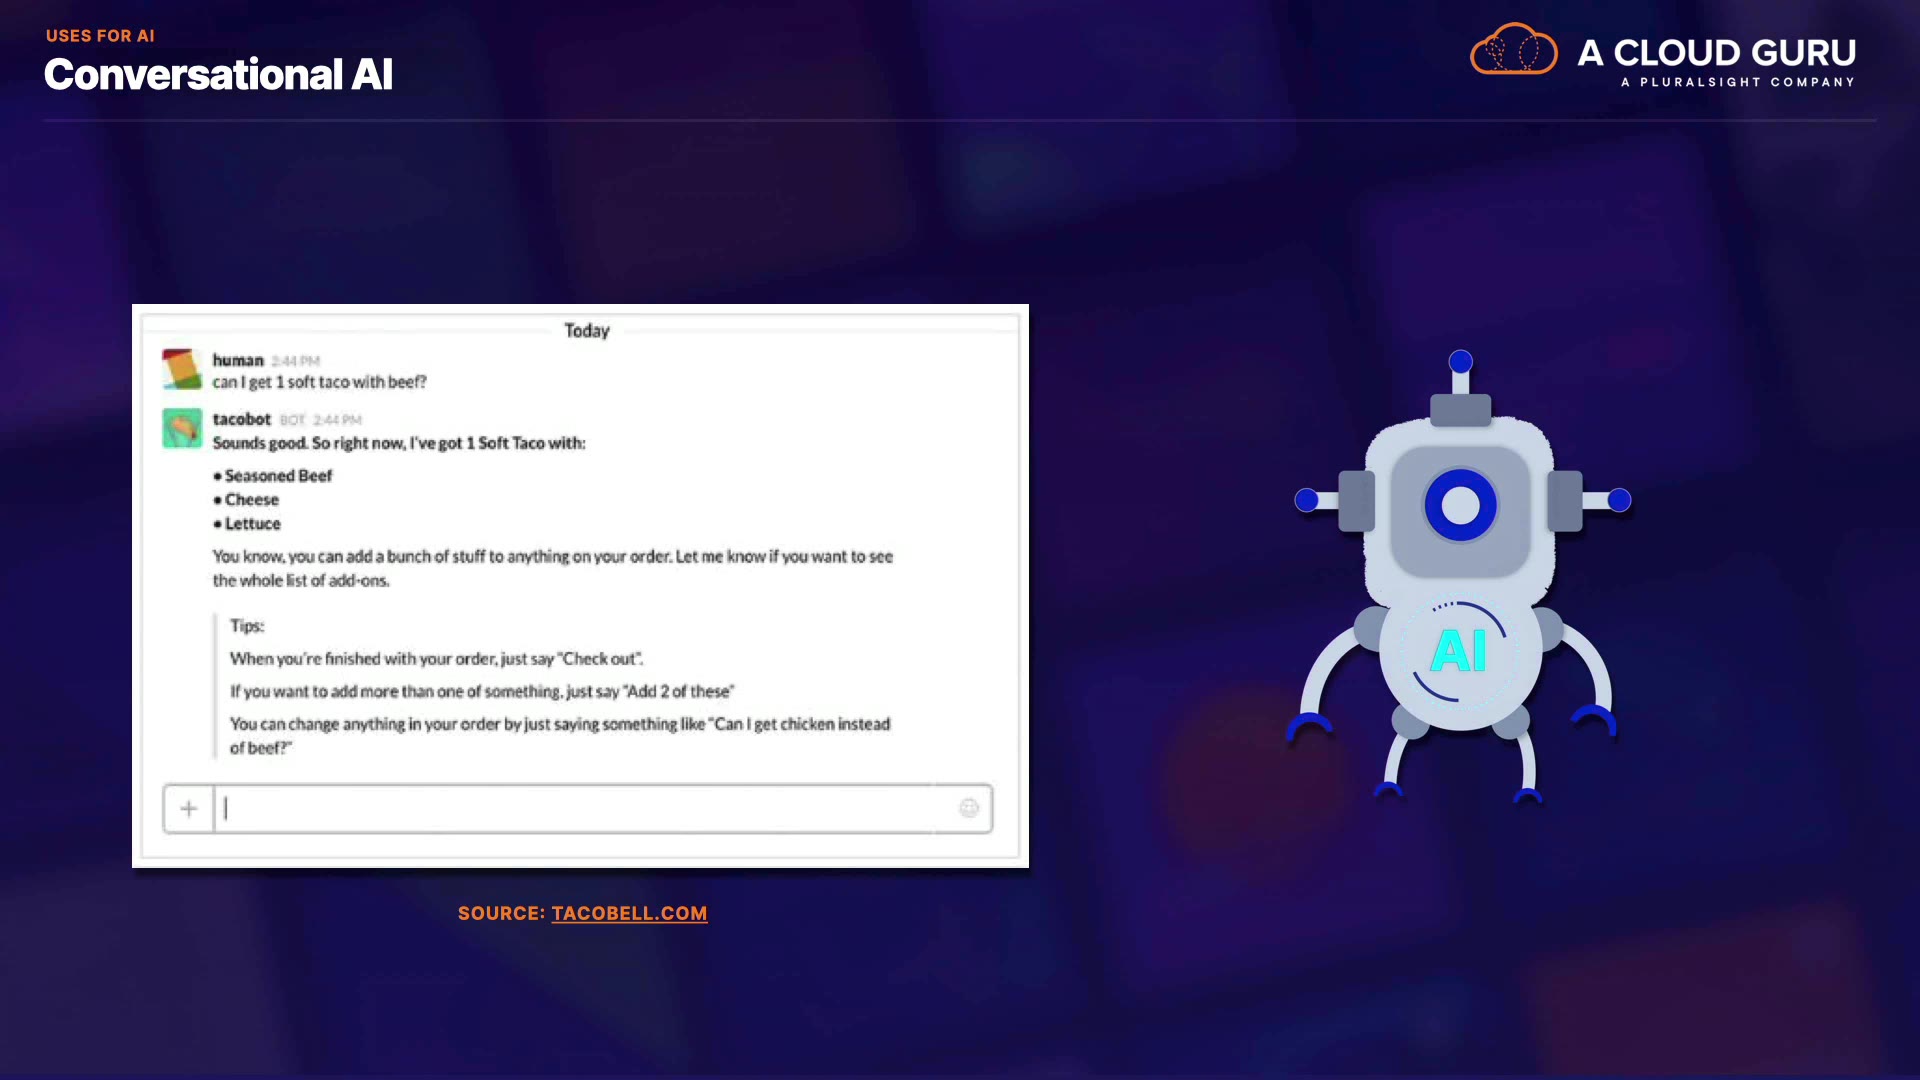 USES FOR AI
Conversational AI
A CLOUD GURU
A PLURALSIGHT COMPANY
Today
human 2:44 PM
can I get 1 soft taco with beef?
tacobot BOT 2:44 PM
Sounds good. So right now, I've got 1 Soft Taco with:
• Seasoned Beef
• Cheese
• Lettuce
You know, you can add a bunch of stuff to anything on your order. Let me know if you want to see
the whole list of add-ons.
Tips:
When you're finished with your order, just say "Check out".
If you want to add more than one of something, just say "Add 2 of these"
You can change anything in your order by just saying something like "Can I get chicken instead
of beef?"
AI
SOURCE: TACOBELL.COM